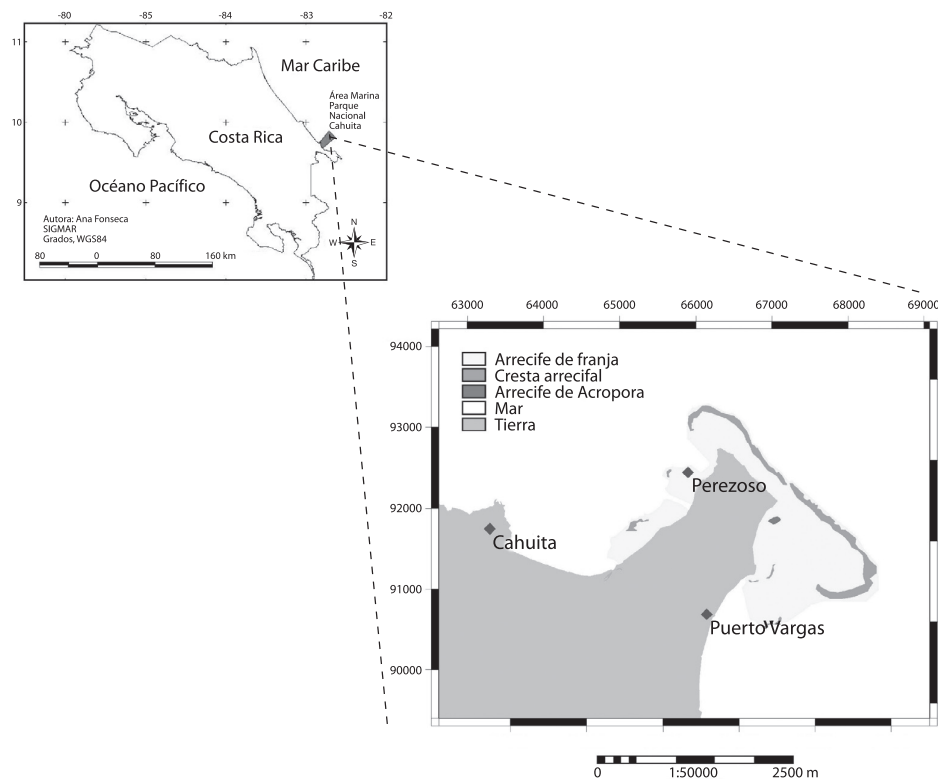 -80 -85 -84 -83 -82
11
Mar Caribe
Área Marina
Parque
Nacional
Cahuita
10
Costa Rica
Océano Pacífico
9
Autora: Ana Fonseca
SIGMAR
Grados, WGS84
N
W E
S
80 0 80 160 km
63000 64000 65000 66000 67000 68000 69000
94000
Arrecife de franja
Cresta arrecifal
Arrecife de Acropora
Mar
Tierra
93000
Perezoso
92000
Cahuita
91000
Puerto Vargas
90000
0 1:50000 2500 m